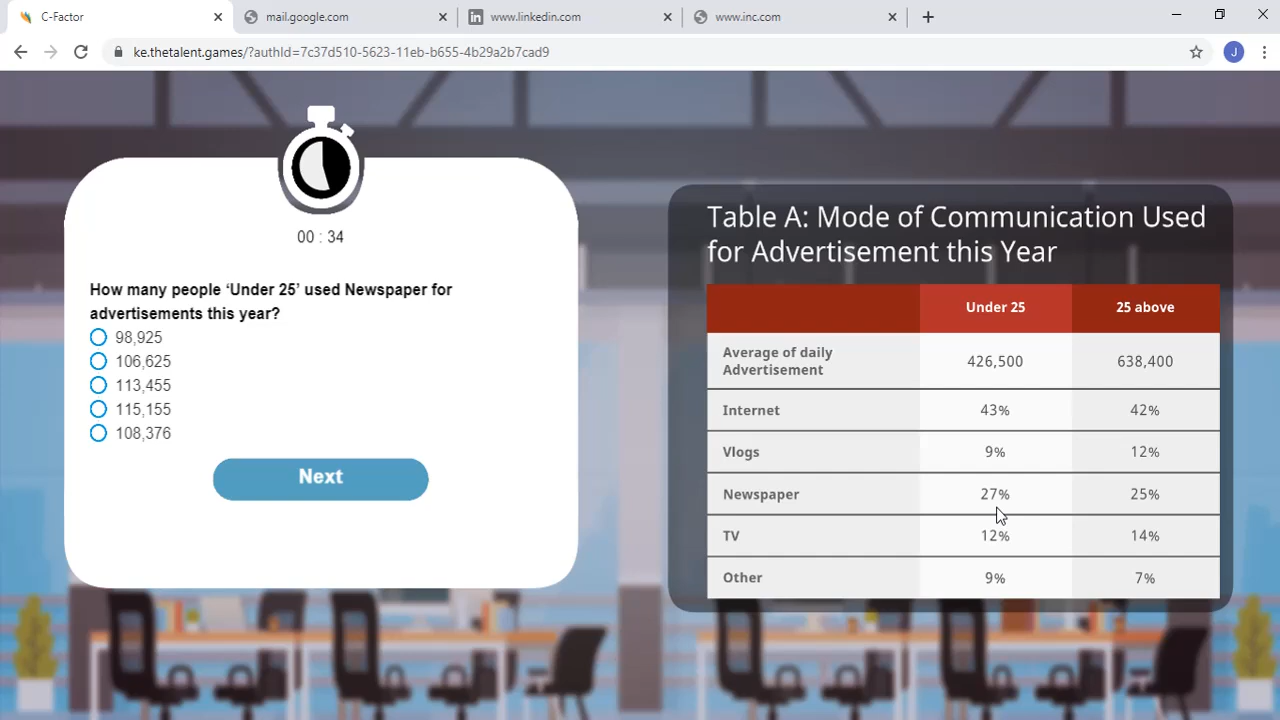 C-Factor
mail.google.com
www.linkedin.com
www.inc.com
ke.thetalent.games/?authId=7c37d510-5623-11eb-b655-4b29a2b7cad9
J
00 : 34
How many people ‘Under 25’ used Newspaper for
advertisements this year?
98,925
106,625
113,455
115,155
108,376
Next
Table A: Mode of Communication Used
for Advertisement this Year
Under 25 25 above
Average of daily
Advertisement 426,500 638,400
Internet 43% 42%
Vlogs 9% 12%
Newspaper 27% 25%
TV 12% 14%
Other 9% 7%